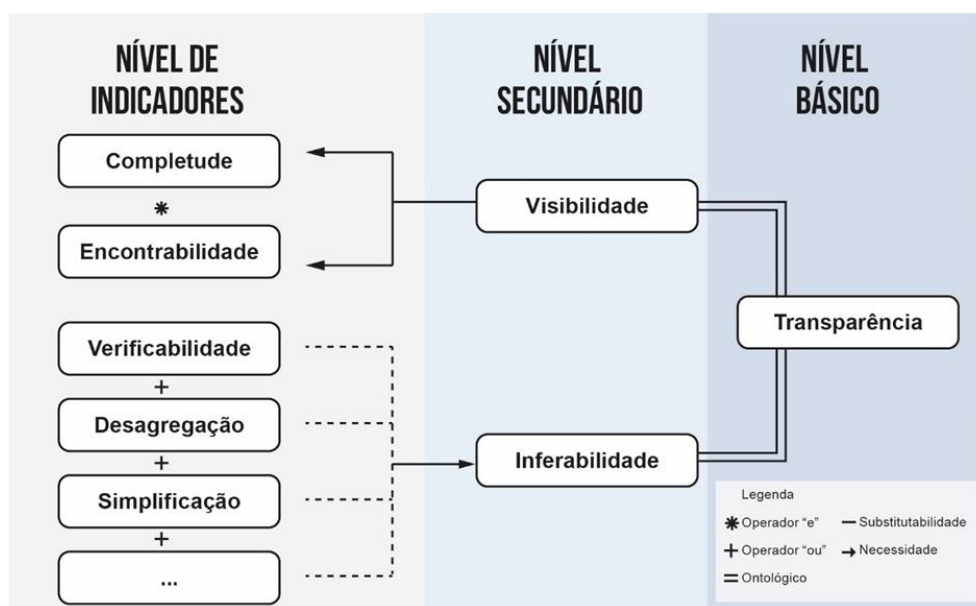 NÍVEL DE
INDICADORES
NÍVEL
SECUNDÁRIO
NÍVEL
BÁSICO
Completude
*
Encontrabilidade
Visibilidade
Transparência
Verificabilidade
+
Desagregação
+
Simplificação
+
...
Inferabilidade
Legenda
* Operador "e"
— Substitutabilidade
+ Operador "ou"
→ Necessidade
= Ontológico